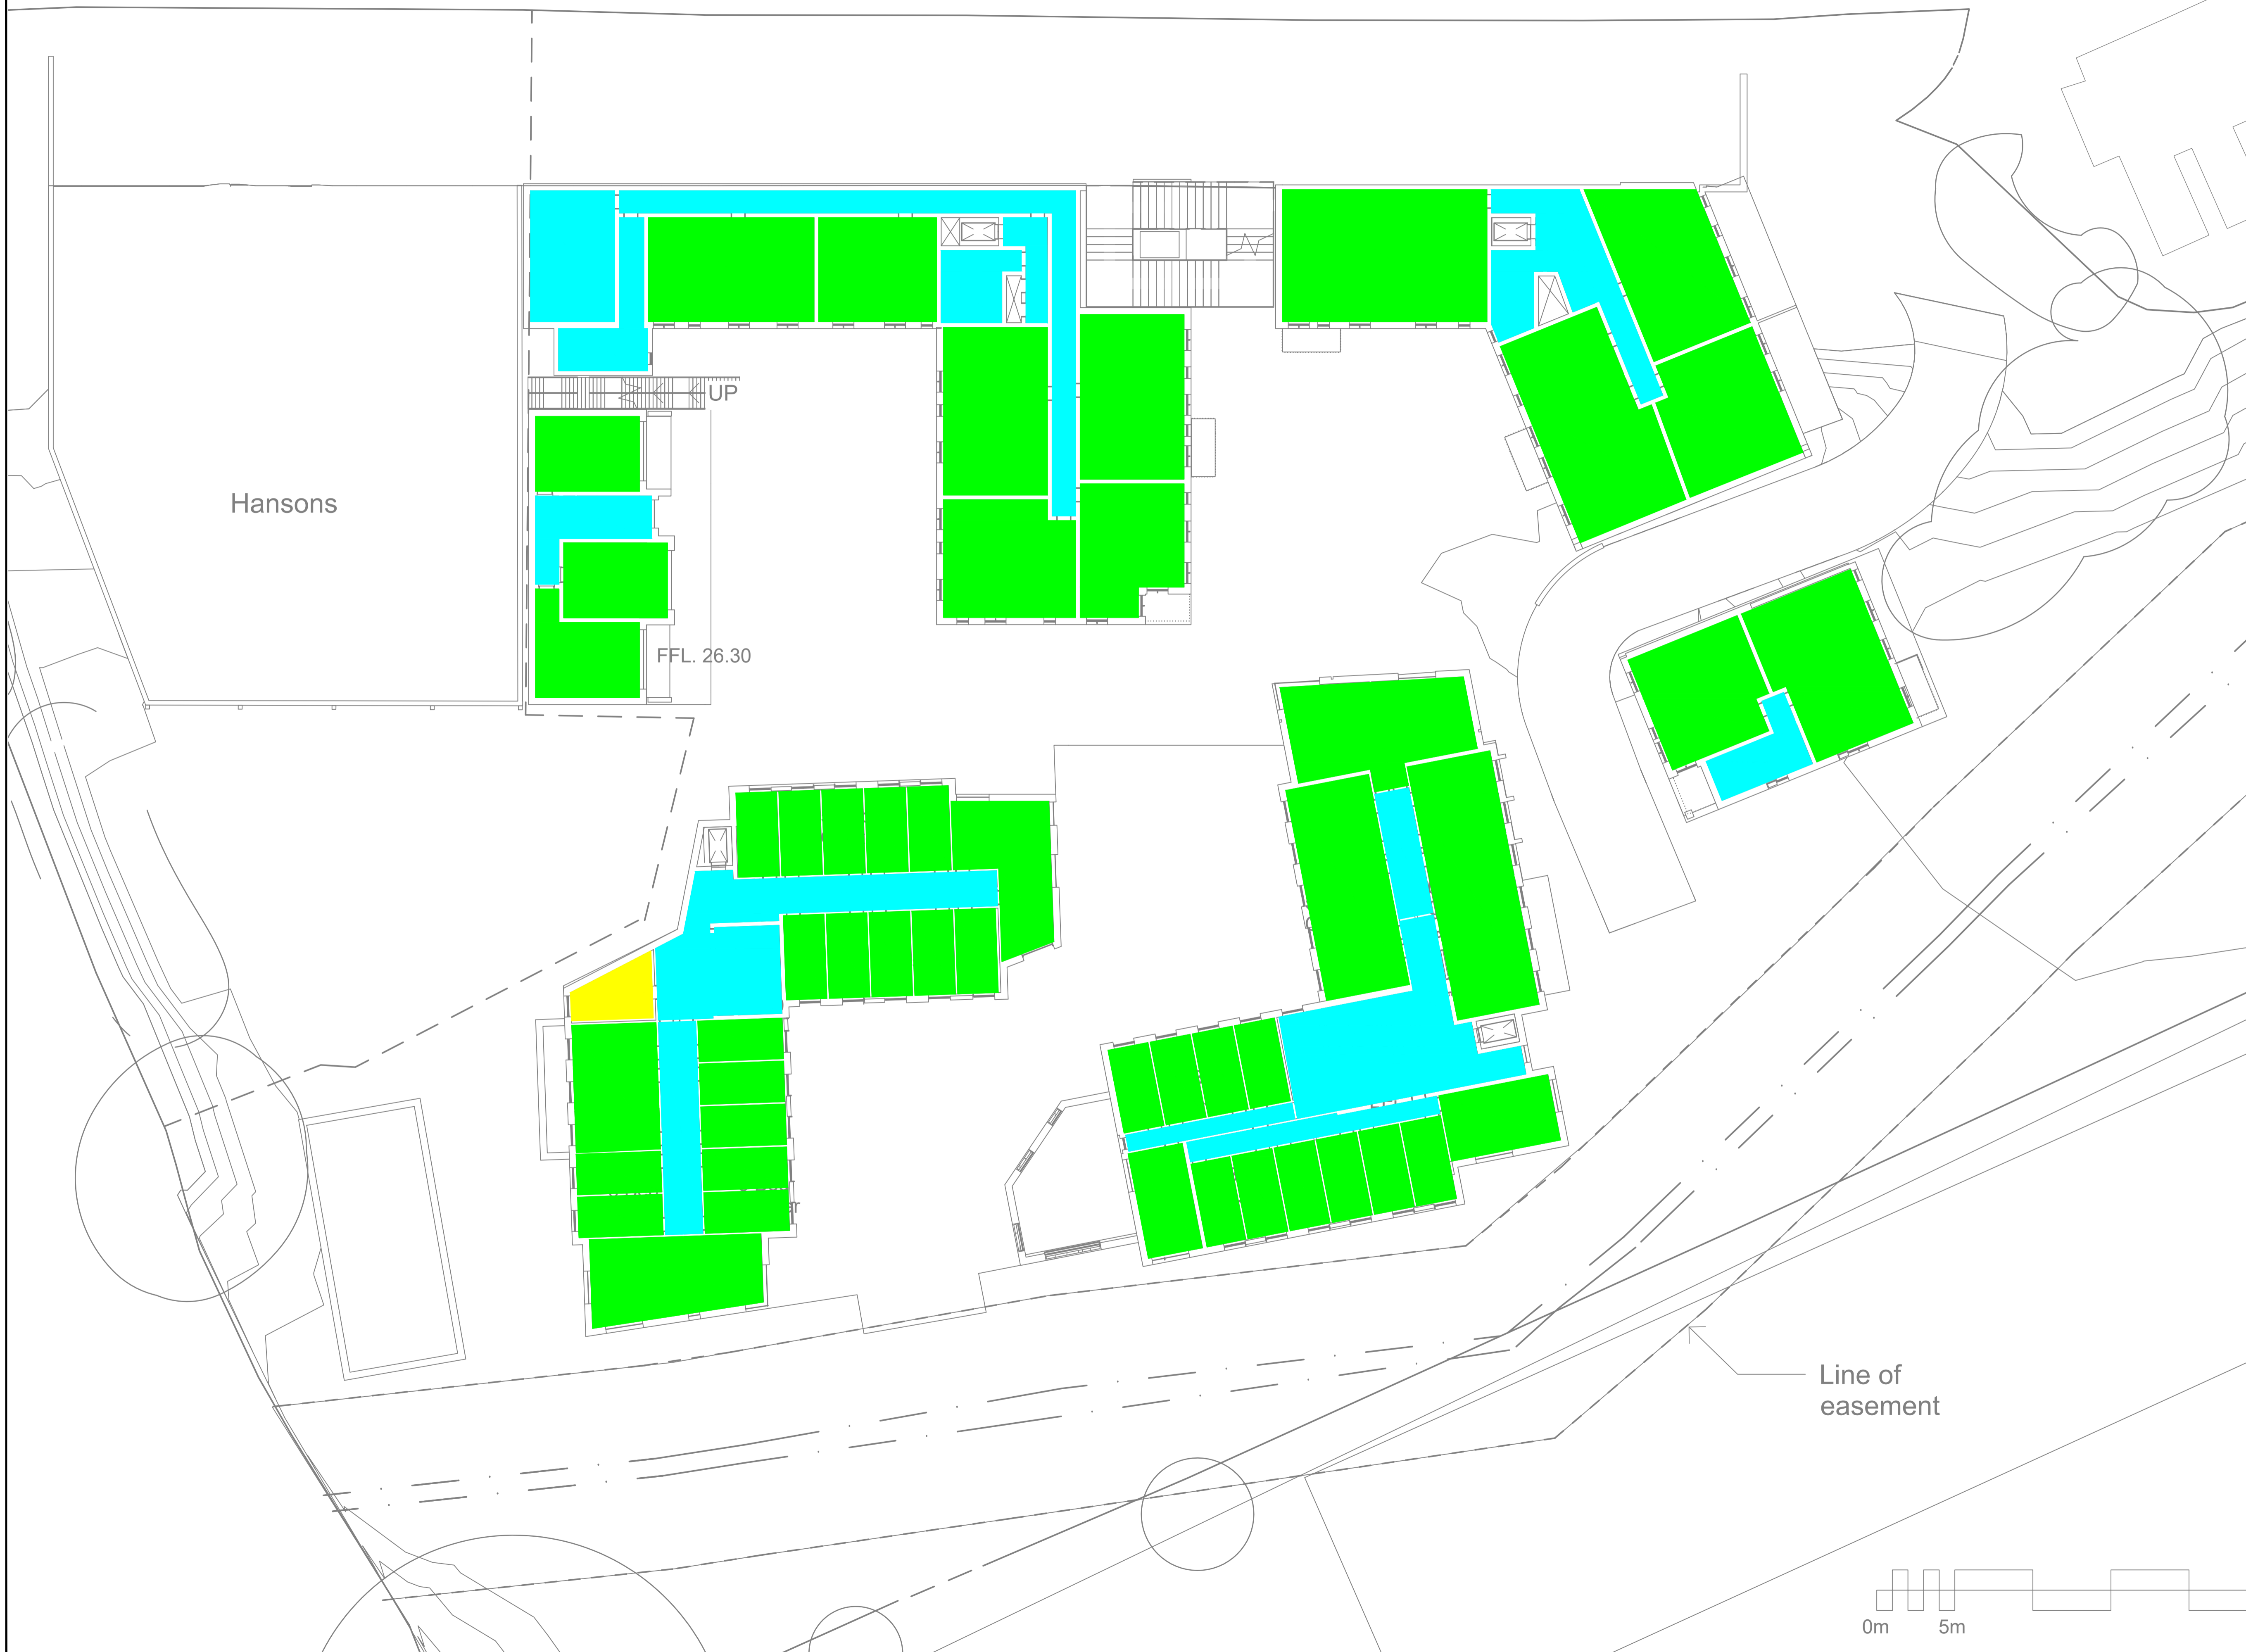 UP
Hansons
FFL. 26.30
Line of
easement
0m 5m